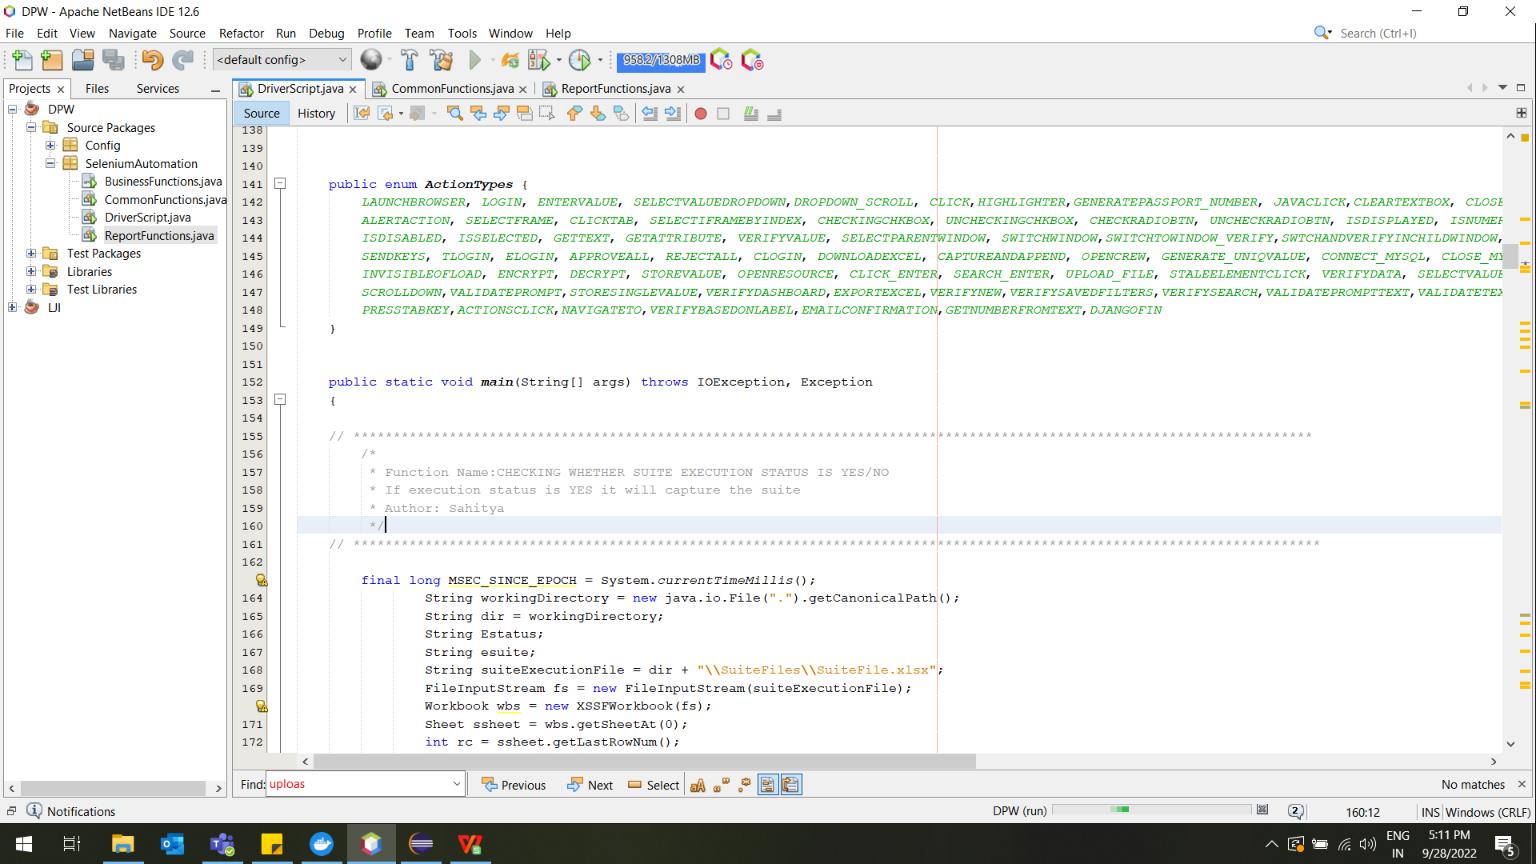 DPW - Apache NetBeans IDE 12.6
File Edit View Navigate Source Refactor Run Debug Profile Team Tools Window Help
Search (Ctrl+I)
<default config>
958.2/1308MB
Projects Files Services
DriverScript.java CommonFunctions.java ReportFunctions.java
Source History
DPW
Source Packages
Config
SeleniumAutomation
BusinessFunctions.java
CommonFunctions.java
DriverScript.java
ReportFunctions.java
Test Packages
Libraries
Test Libraries
IJI
138
139
140
141 public enum ActionTypes {
142 LAUNCHBROWSER, LOGIN, ENTERVALUE, SELECTVALUEDROPDOWN,DROPDOWN_SCROLL, CLICK,HIGHLIGHTER,GENERATEPASSPORT_NUMBER, JAVACLICK,CLEARTEXTBOX, CLOSE
143 ALERTACTION, SELECTFRAME, CLICKTAB, SELECTIFRAMEBYINDEX, CHECKINGCHKBOX, UNCHECKINGCHKBOX, CHECKRADIOBTN, UNCHECKRADIOBTN, ISDISPLAYED,
144 ISDISABLED, ISSELECTED, GETTEXT, GETATTRIBUTE, VERIFYVALUE, SELECTPARENTWINDOW, SWITCHWINDOW,SWITCHTOWINDOW_VERIFY,SWTCHANDVERIFYINCHILDWINDOW,
145 SENDKEYS, TLOGIN, ELOGIN, APPROVEALL, REJECTALL, CLOGIN, DOWNLOADEXCEL, CAPTUREANDAPPEND, OPENCREW, GENERATE_UNIQVALUE, CONNECT_MYSQL,
146 INVISIBLEOFLOAD, ENCRYPT, DECRYPT, STOREVALUE, OPENRESOURCE, CLICK_ENTER, SEARCH_ENTER, UPLOAD_FILE, STALEELEMENTCLICK, VERIFYDATA, SELECTVALUE
147 SCROLLDOWN,VALIDATEPROMPT,STORESINGLEVALUE,VERIFYDASHBOARD,EXPORTEXCEL,VERIFYNEW,VERIFYSAVEDFILTERS,VERIFYSEARCH,VALIDATEPROMPTTEXT,
148 PRESSTABKEY,ACTIONSCLICK,NAVIGATETO,VERIFYBASEDONLABEL,EMAILCONFIRMATION,GETNUMBERFROMTEXT,DJANGOFIN
149 }
150
151
152 public static void main(String[] args) throws IOException, Exception
153 {
154
155 // ************************************************************************************************************************
156 /*
157 * Function Name:CHECKING WHETHER SUITE EXECUTION STATUS IS YES/NO
158 * If execution status is YES it will capture the suite
159 * Author: Sahitya
160 */
161 // *************************************************************************************************************************
162
final long MSEC_SINCE_EPOCH = System.currentTimeMillis();
164 String workingDirectory = new java.io.File(".").getCanonicalPath();
165 String dir = workingDirectory;
166 String Estatus;
167 String esuite;
168 String suiteExecutionFile = dir + "\\SuiteFiles\\SuiteFile.xlsx";
169 FileInputStream fs = new FileInputStream(suiteExecutionFile);
Workbook wbs = new XSSFWorkbook(fs);
171 Sheet ssheet = wbs.getSheetAt(0);
172 int rc = ssheet.getLastRowNum();
Find: uploas Previous Next Select No matches
Notifications DPW (run) 2 160:12 INS Windows (CRLF)
ENG IN 5:11 PM 9/28/2022 5